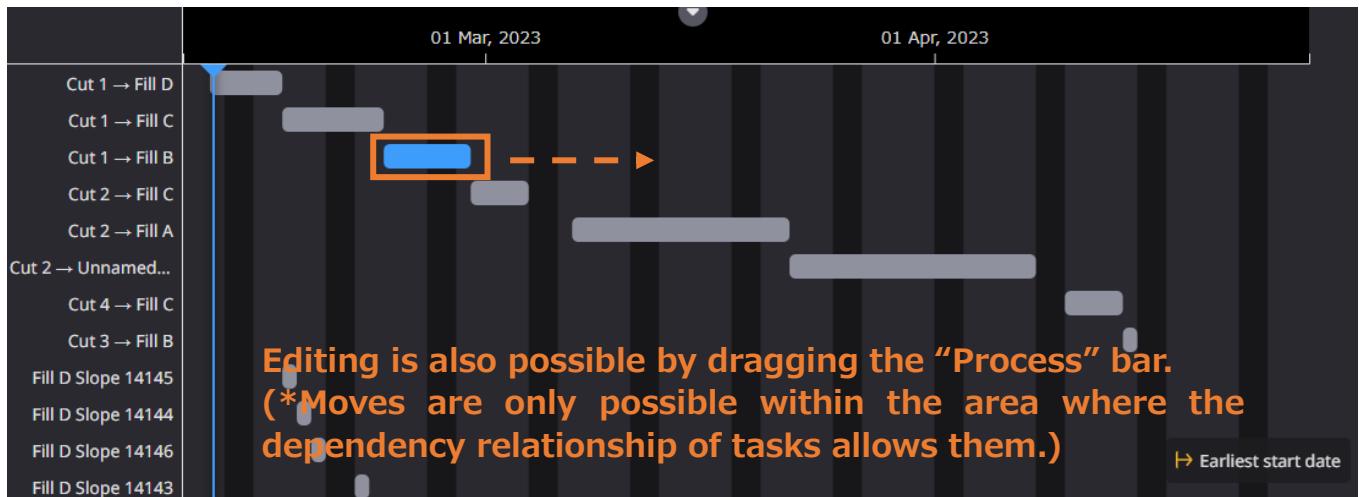 01 Mar, 2023
01 Apr, 2023
Cut 1 → Fill D
Cut 1 → Fill C
Cut 1 → Fill B
Cut 2 → Fill C
Cut 2 → Fill A
Cut 2 → Unnamed...
Cut 4 → Fill C
Cut 3 → Fill B
Fill D Slope 14145
Fill D Slope 14144
Fill D Slope 14146
Fill D Slope 14143
Editing is also possible by dragging the “Process” bar.
(*Moves are only possible within the area where the
dependency relationship of tasks allows them.)
Earliest start date